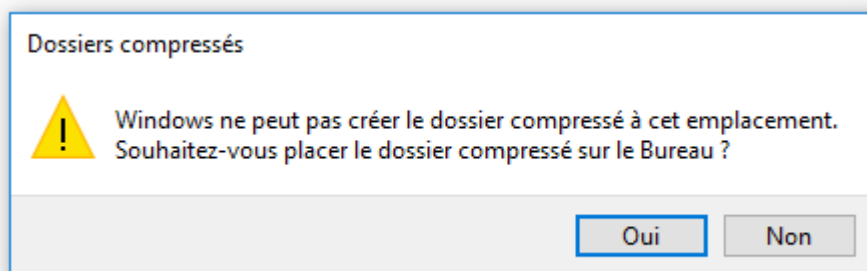 Dossiers compressés
Windows ne peut pas créer le dossier compressé à cet emplacement.
Souhaitez-vous placer le dossier compressé sur le Bureau ?
Oui
Non